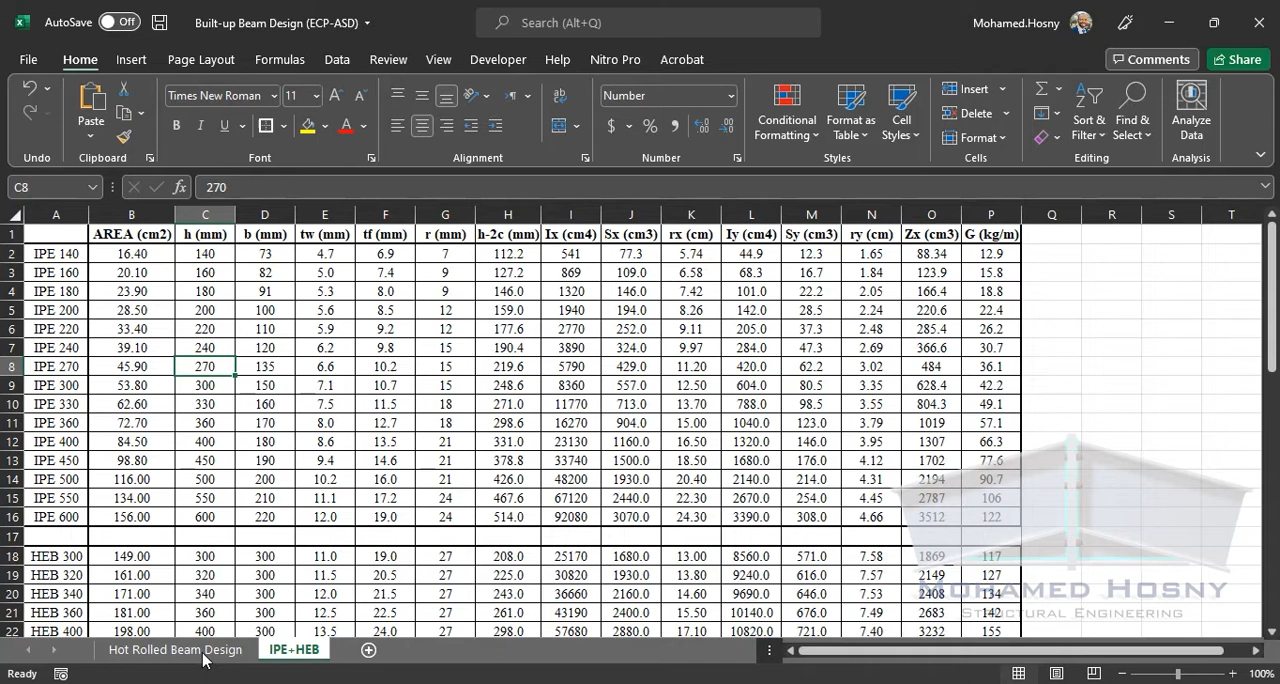 AutoSave Off Built-up Beam Design (ECP-ASD) Search (Alt+Q) Mohamed.Hosny
File Home Insert Page Layout Formulas Data Review View Developer Help Nitro Pro Acrobat Comments Share
Times New Roman 11 Number Insert
Paste Conditional Formatting Format as Table Cell Styles Delete Sort & Filter Find & Select Analyze Data
Format
Undo Clipboard Font Alignment Number Styles Cells Editing Analysis
C8 fx 270
A B C D E F G H I J K L M N O P Q R S T
1 AREA (cm2) h (mm) b (mm) tw (mm) tf (mm) r (mm) h-2c (mm) Ix (cm4) Sx (cm3) rx (cm) Iy (cm4) Sy (cm3) ry (cm) Zx (cm3) G (kg/m)
2 IPE 140 16.40 140 73 4.7 6.9 7 112.2 541 77.3 5.74 44.9 12.3 1.65 88.34 12.9
3 IPE 160 20.10 160 82 5.0 7.4 9 127.2 869 109.0 6.58 68.3 16.7 1.84 123.9 15.8
4 IPE 180 23.90 180 91 5.3 8.0 9 146.0 1320 146.0 7.42 101.0 22.2 2.05 166.4 18.8
5 IPE 200 28.50 200 100 5.6 8.5 12 159.0 1940 194.0 8.26 142.0 28.5 2.24 220.6 22.4
6 IPE 220 33.40 220 110 5.9 9.2 12 177.6 2770 252.0 9.11 205.0 37.3 2.48 285.4 26.2
7 IPE 240 39.10 240 120 6.2 9.8 15 190.4 3890 324.0 9.97 284.0 47.3 2.69 366.6 30.7
8 IPE 270 45.90 270 135 6.6 10.2 15 219.6 5790 429.0 11.20 420.0 62.2 3.02 484 36.1
9 IPE 300 53.80 300 150 7.1 10.7 15 248.6 8360 557.0 12.50 604.0 80.5 3.35 628.4 42.2
10 IPE 330 62.60 330 160 7.5 11.5 18 271.0 11770 713.0 13.70 788.0 98.5 3.55 804.3 49.1
11 IPE 360 72.70 360 170 8.0 12.7 18 298.6 16270 904.0 15.00 1040.0 123.0 3.79 1019 57.1
12 IPE 400 84.50 400 180 8.6 13.5 21 331.0 23130 1160.0 16.50 1320.0 146.0 3.95 1307 66.3
13 IPE 450 98.80 450 190 9.4 14.6 21 378.8 33740 1500.0 18.50 1680.0 176.0 4.12 1702 77.6
14 IPE 500 116.00 500 200 10.2 16.0 21 426.0 48200 1930.0 20.40 2140.0 214.0 4.31 2194 90.7
15 IPE 550 134.00 550 210 11.1 17.2 24 467.6 67120 2440.0 22.30 2670.0 254.0 4.45 2787 106
16 IPE 600 156.00 600 220 12.0 19.0 24 514.0 92080 3070.0 24.30 3390.0 308.0 4.66 3512 122
17
18 HEB 300 149.00 300 300 11.0 19.0 27 208.0 25170 1680.0 13.00 8560.0 571.0 7.58 1869 117
19 HEB 320 161.00 320 300 11.5 20.5 27 225.0 30820 1930.0 13.80 9240.0 616.0 7.57 2149 127
20 HEB 340 171.00 340 300 12.0 21.5 27 243.0 36660 2160.0 14.60 9690.0 646.0 7.53 2408 134
21 HEB 360 181.00 360 300 12.5 22.5 27 261.0 43190 2400.0 15.50 10140.0 676.0 7.49 2683 142
22 HEB 400 198.00 400 300 13.5 24.0 27 298.0 57680 2880.0 17.10 10820.0 721.0 7.40 3232 155
MOHAMED HOSNY
STRUCTURAL ENGINEERING
Hot Rolled Beam Design IPE+HEB
Ready 100%